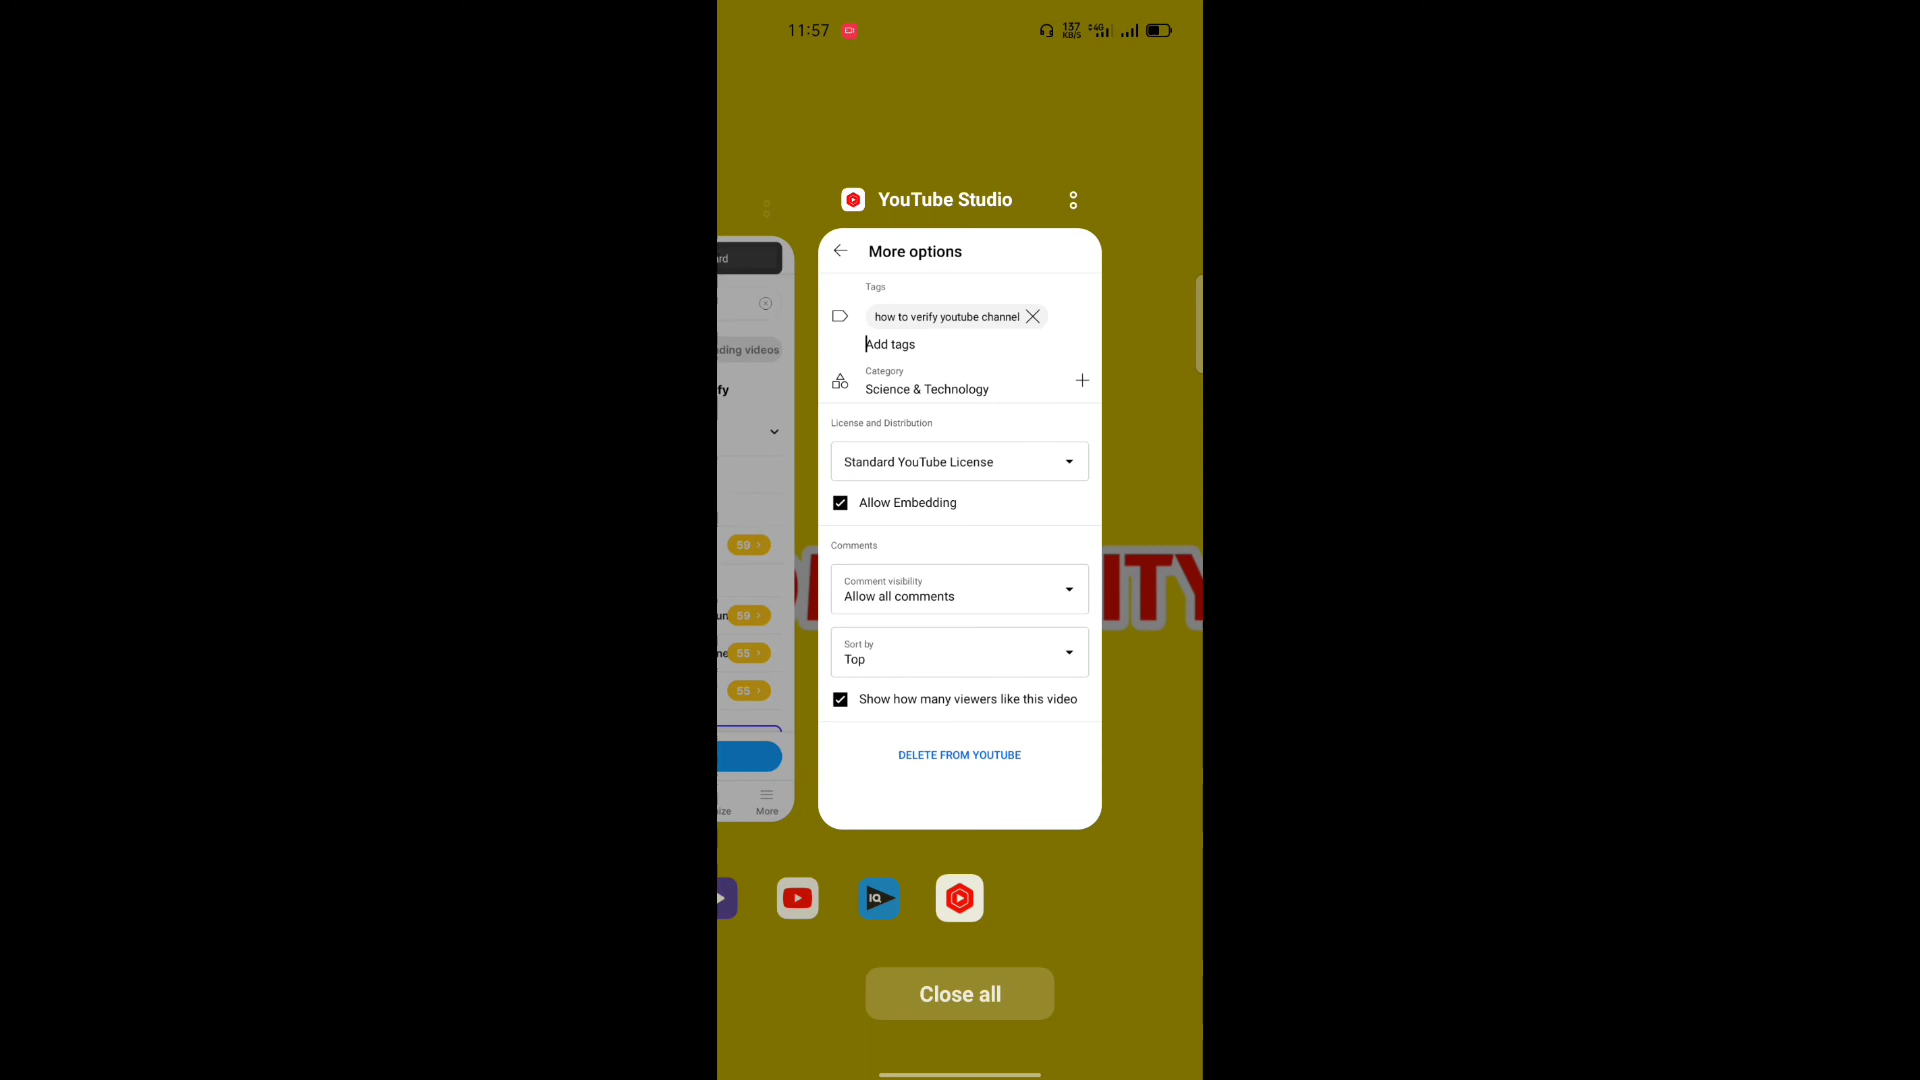 11:57
137
KB/S
4G
YouTube Studio
More options
Tags
how to verify youtube channel
Add tags
Category
Science & Technology
License and Distribution
Standard YouTube License
Allow Embedding
Comments
Comment visibility
Allow all comments
Sort by
Top
Show how many viewers like this video
DELETE FROM YOUTUBE
rd
ding videos
fy
59
un 59
ne 55
55
ize
More
ITY
IQ
Close all